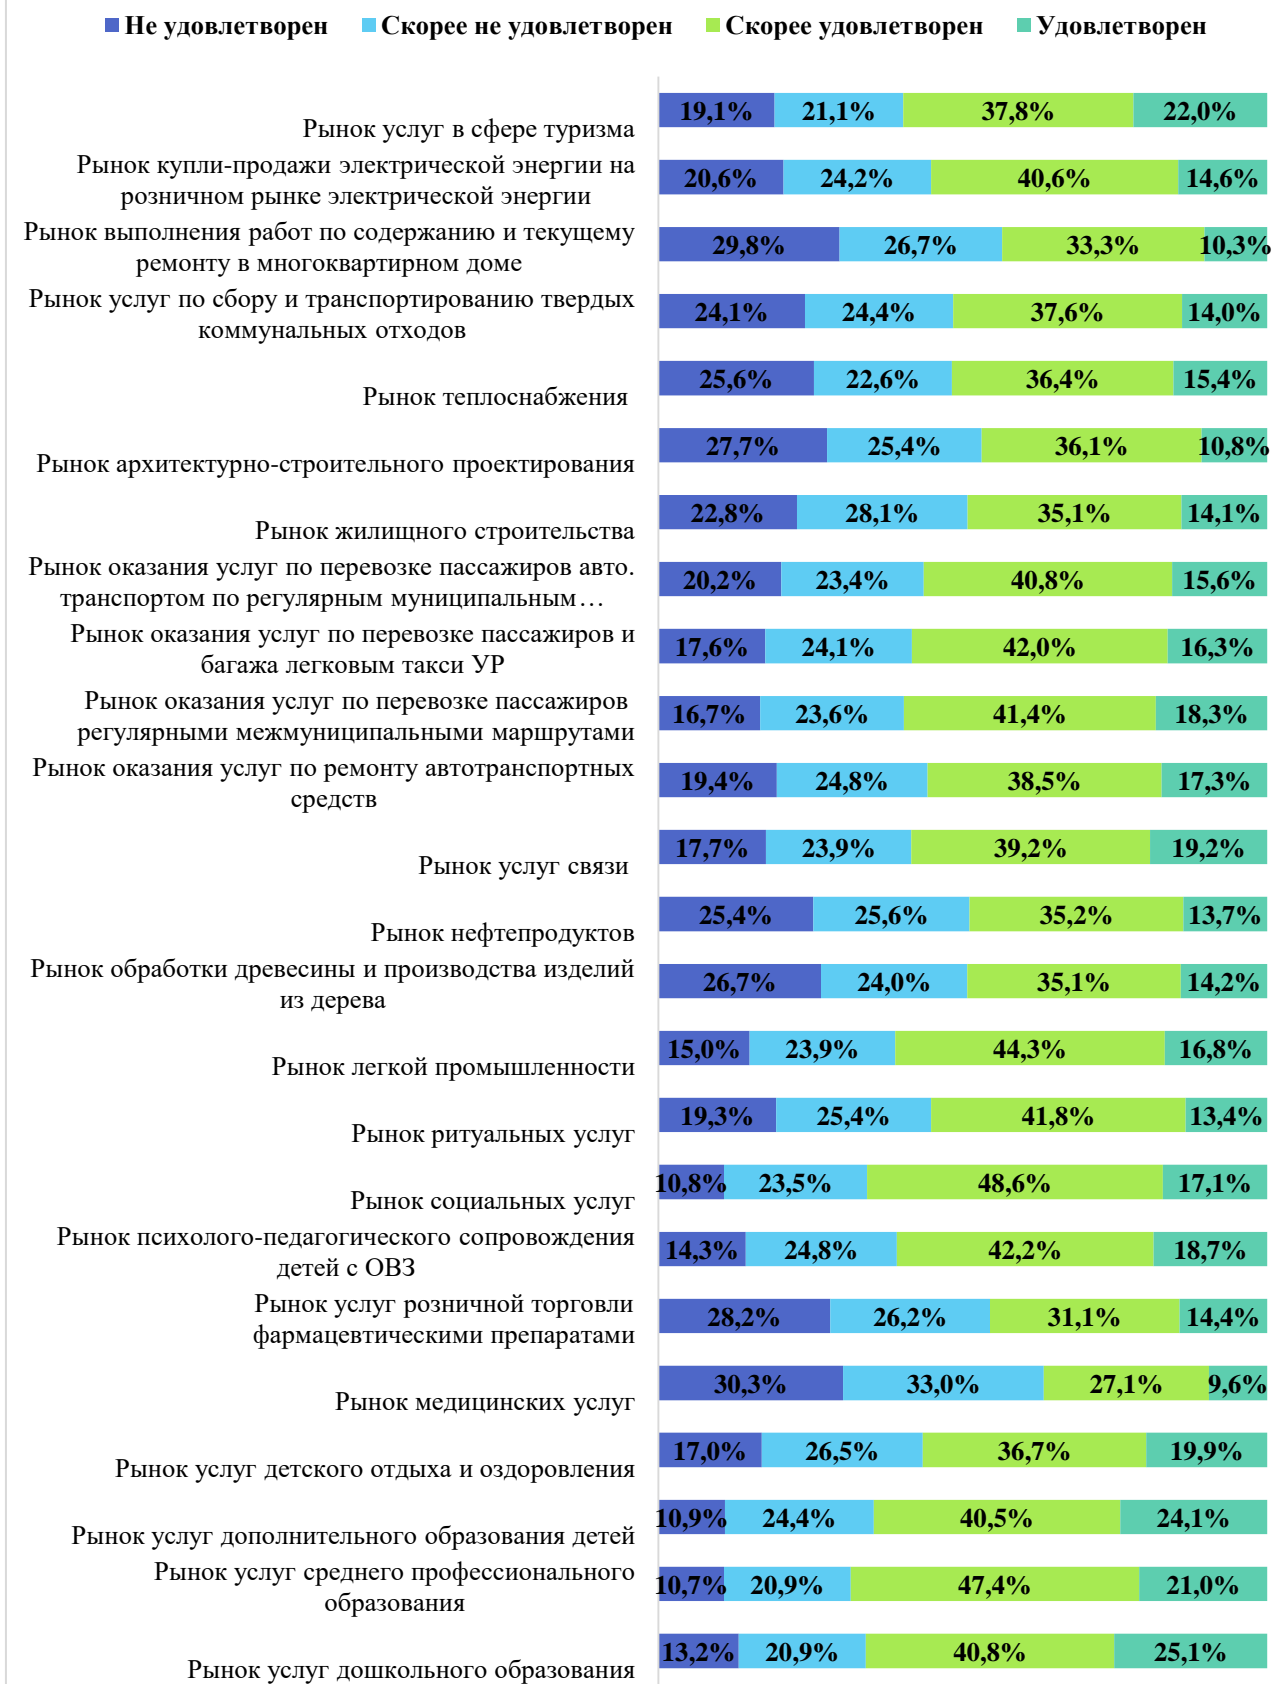 Не удовлетворен Скорее не удовлетворен Скорее удовлетворен Удовлетворен
Рынок услуг в сфере туризма
19,1% 21,1% 37,8% 22,0%
Рынок купли-продажи электрической энергии на
розничном рынке электрической энергии
20,6% 24,2% 40,6% 14,6%
Рынок выполнения работ по содержанию и текущему
ремонту в многоквартирном доме
29,8% 26,7% 33,3% 10,3%
Рынок услуг по сбору и транспортированию твердых
коммунальных отходов
24,1% 24,4% 37,6% 14,0%
Рынок теплоснабжения
25,6% 22,6% 36,4% 15,4%
Рынок архитектурно-строительного проектирования
27,7% 25,4% 36,1% 10,8%
Рынок жилищного строительства
22,8% 28,1% 35,1% 14,1%
Рынок оказания услуг по перевозке пассажиров авто.
транспортом по регулярным муниципальным…
20,2% 23,4% 40,8% 15,6%
Рынок оказания услуг по перевозке пассажиров и
багажа легковым такси УР
17,6% 24,1% 42,0% 16,3%
Рынок оказания услуг по перевозке пассажиров
регулярными межмуниципальными маршрутами
16,7% 23,6% 41,4% 18,3%
Рынок оказания услуг по ремонту автотранспортных
средств
19,4% 24,8% 38,5% 17,3%
Рынок услуг связи
17,7% 23,9% 39,2% 19,2%
Рынок нефтепродуктов
25,4% 25,6% 35,2% 13,7%
Рынок обработки древесины и производства изделий
из дерева
26,7% 24,0% 35,1% 14,2%
Рынок легкой промышленности
15,0% 23,9% 44,3% 16,8%
Рынок ритуальных услуг
19,3% 25,4% 41,8% 13,4%
Рынок социальных услуг
10,8% 23,5% 48,6% 17,1%
Рынок психолого-педагогического сопровождения
детей с ОВЗ
14,3% 24,8% 42,2% 18,7%
Рынок услуг розничной торговли
фармацевтическими препаратами
28,2% 26,2% 31,1% 14,4%
Рынок медицинских услуг
30,3% 33,0% 27,1% 9,6%
Рынок услуг детского отдыха и оздоровления
17,0% 26,5% 36,7% 19,9%
Рынок услуг дополнительного образования детей
10,9% 24,4% 40,5% 24,1%
Рынок услуг среднего профессионального
образования
10,7% 20,9% 47,4% 21,0%
Рынок услуг дошкольного образования
13,2% 20,9% 40,8% 25,1%